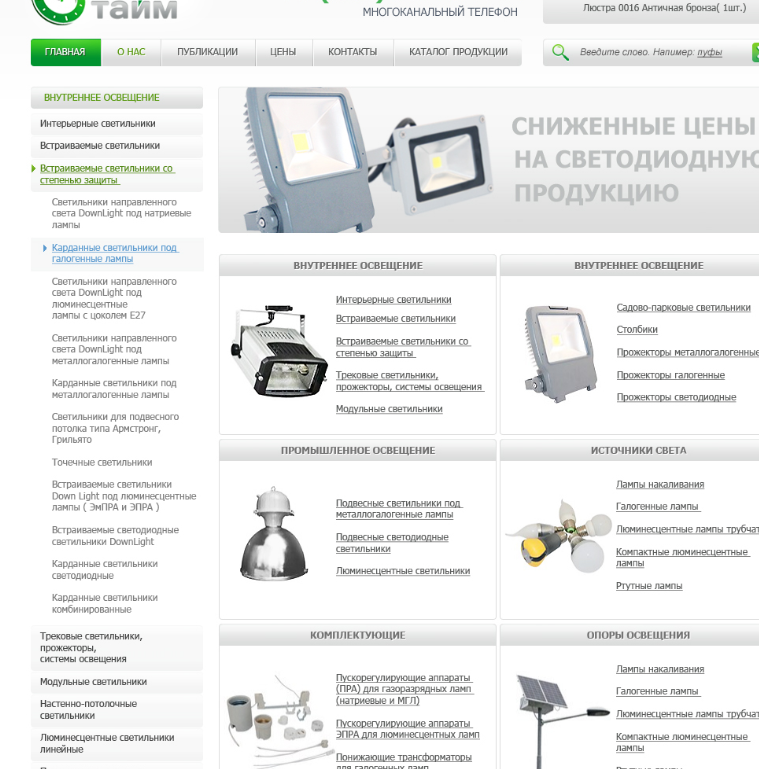 тайм
МНОГОКАНАЛЬНЫЙ ТЕЛЕФОН
Люстра 0016 Античная бронза( 1шт.)
ГЛАВНАЯ
О НАС
ПУБЛИКАЦИИ
ЦЕНЫ
КОНТАКТЫ
КАТАЛОГ ПРОДУКЦИИ
Введите слово. Напимер: пуфы
ВНУТРЕННЕЕ ОСВЕЩЕНИЕ
Интерьерные светильники
Встраиваемые светильники
Встраиваемые светильники со
степенью защиты
Светильники направленного
света DownLight под натриевые
лампы
Карданные светильники под
галогенные лампы
Светильники направленного
света DownLight под
люминесцентные
лампы с цоколем Е27
Светильники направленного
света DownLight под
металлогалогенные лампы
Карданные светильники под
металлогалогенные лампы
Светильники для подвесного
потолка типа Армстронг,
Грильято
Точечные светильники
Встраиваемые светильники
Down Light под люминесцентные
лампы ( ЭмПРА и ЭПРА )
Встраиваемые светодиодные
светильники DownLight
Карданные светильники
светодиодные
Карданные светильники
комбинированные
Трековые светильники,
прожекторы,
системы освещения
Модульные светильники
Настенно-потолочные
светильники
Люминесцентные светильники
линейные
СНИЖЕННЫЕ ЦЕНЫ
НА СВЕТОДИОДНУЮ
ПРОДУКЦИЮ
ВНУТРЕННЕЕ ОСВЕЩЕНИЕ
Интерьерные светильники
Встраиваемые светильники
Встраиваемые светильники со
степенью защиты
Трековые светильники,
прожекторы, системы освещения
Модульные светильники
ВНУТРЕННЕЕ ОСВЕЩЕНИЕ
Садово-парковые светильники
Столбики
Прожекторы металлогалогенные
Прожекторы галогенные
Прожекторы светодиодные
ПРОМЫШЛЕННОЕ ОСВЕЩЕНИЕ
Подвесные светильники под
металлогалогенные лампы
Подвесные светодиодные
светильники
Люминесцентные светильники
ИСТОЧНИКИ СВЕТА
Лампы накаливания
Галогенные лампы
Люминесцентные лампы трубчат
Компактные люминесцентные
лампы
Ртутные лампы
КОМПЛЕКТУЮЩИЕ
Пускорегулирующие аппараты
(ПРА) для газоразрядных ламп
(натриевые и МГЛ)
Пускорегулирующие аппараты
ЭПРА для люминесцентных ламп
Понижающие трансформаторы
для галогенных ламп
ОПОРЫ ОСВЕЩЕНИЯ
Лампы накаливания
Галогенные лампы
Люминесцентные лампы трубчат
Компактные люминесцентные
лампы
Ртутные лампы